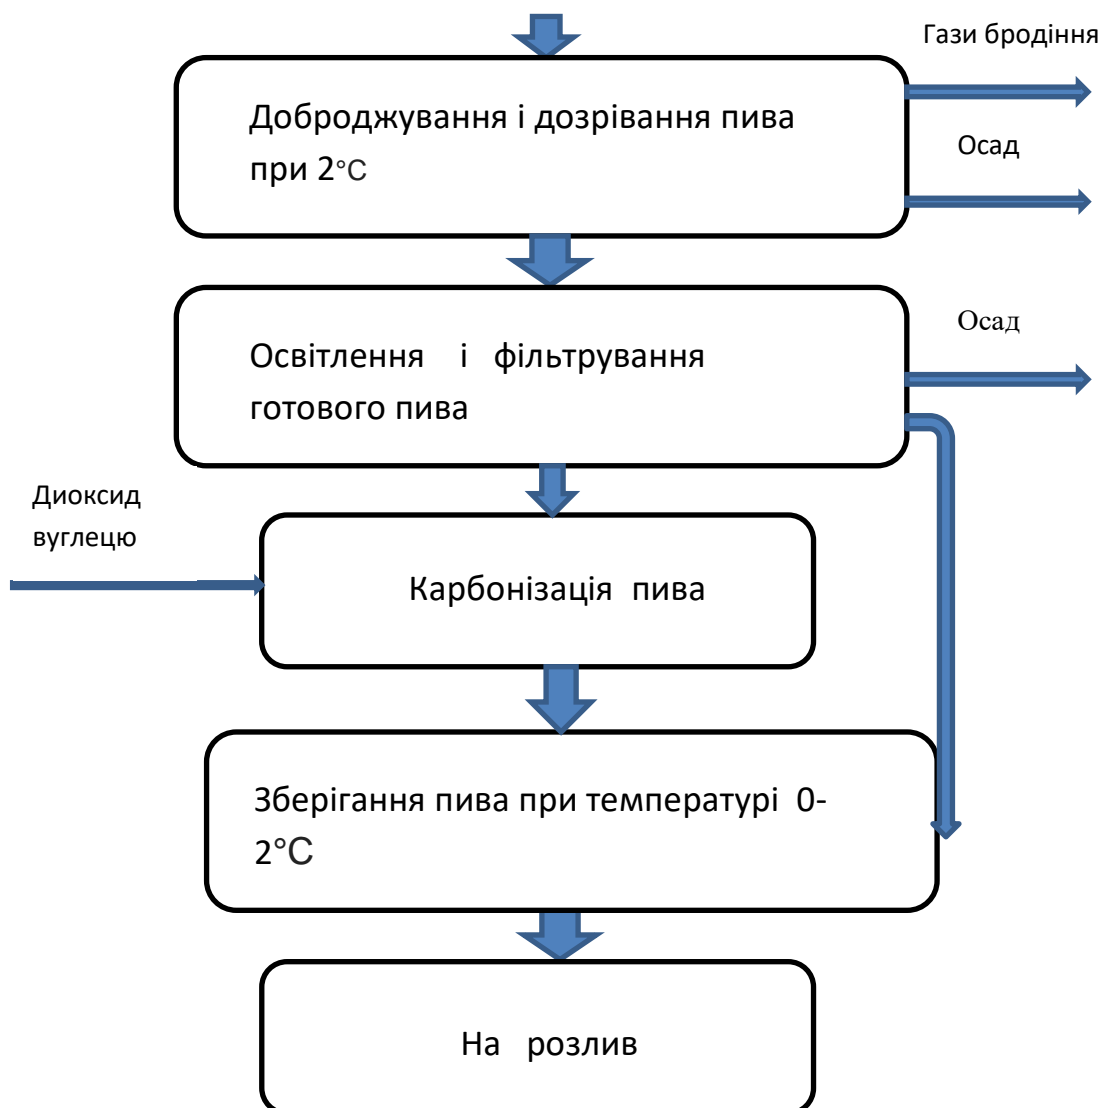 Гази бродіння
Доброджування і дозрівання пива
при 2°C
Осад
Осад
Освітлення і фільтрування
готового пива
Диоксид
вуглецю
Карбонізація пива
Зберігання пива при температурі 0-
2°C
На розлив